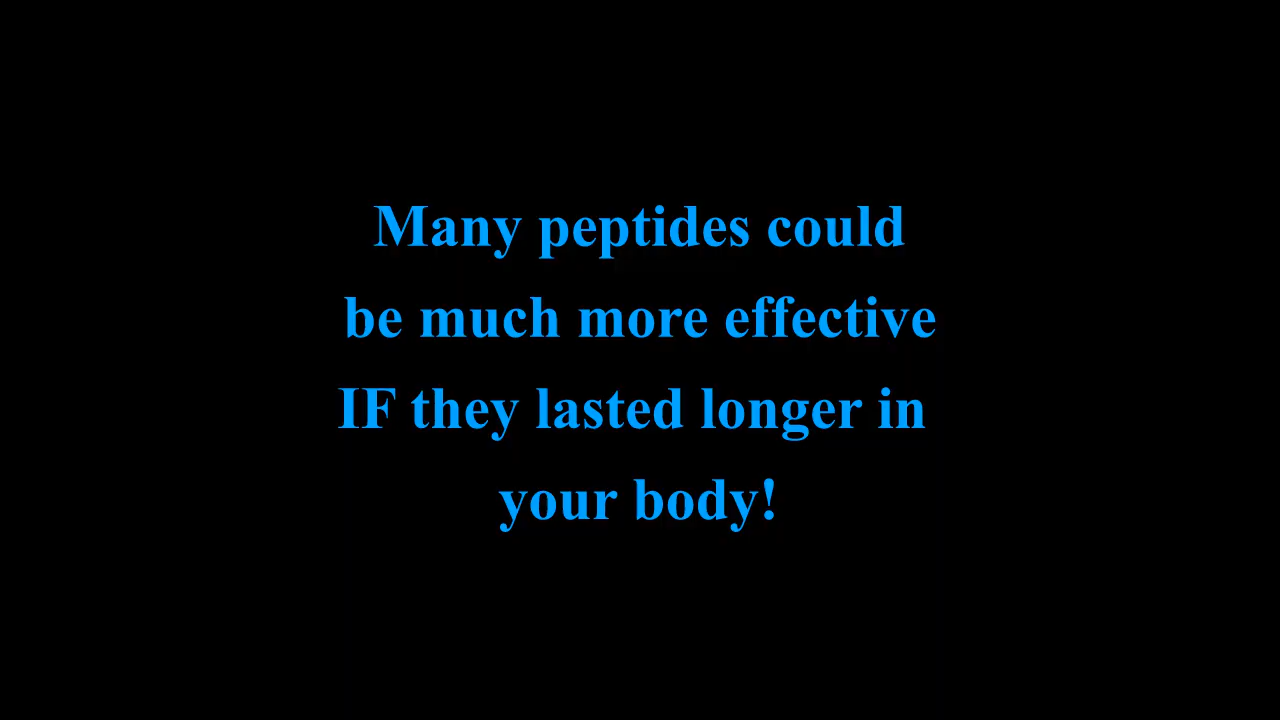 Many peptides could
be much more effective
IF they lasted longer in
your body!